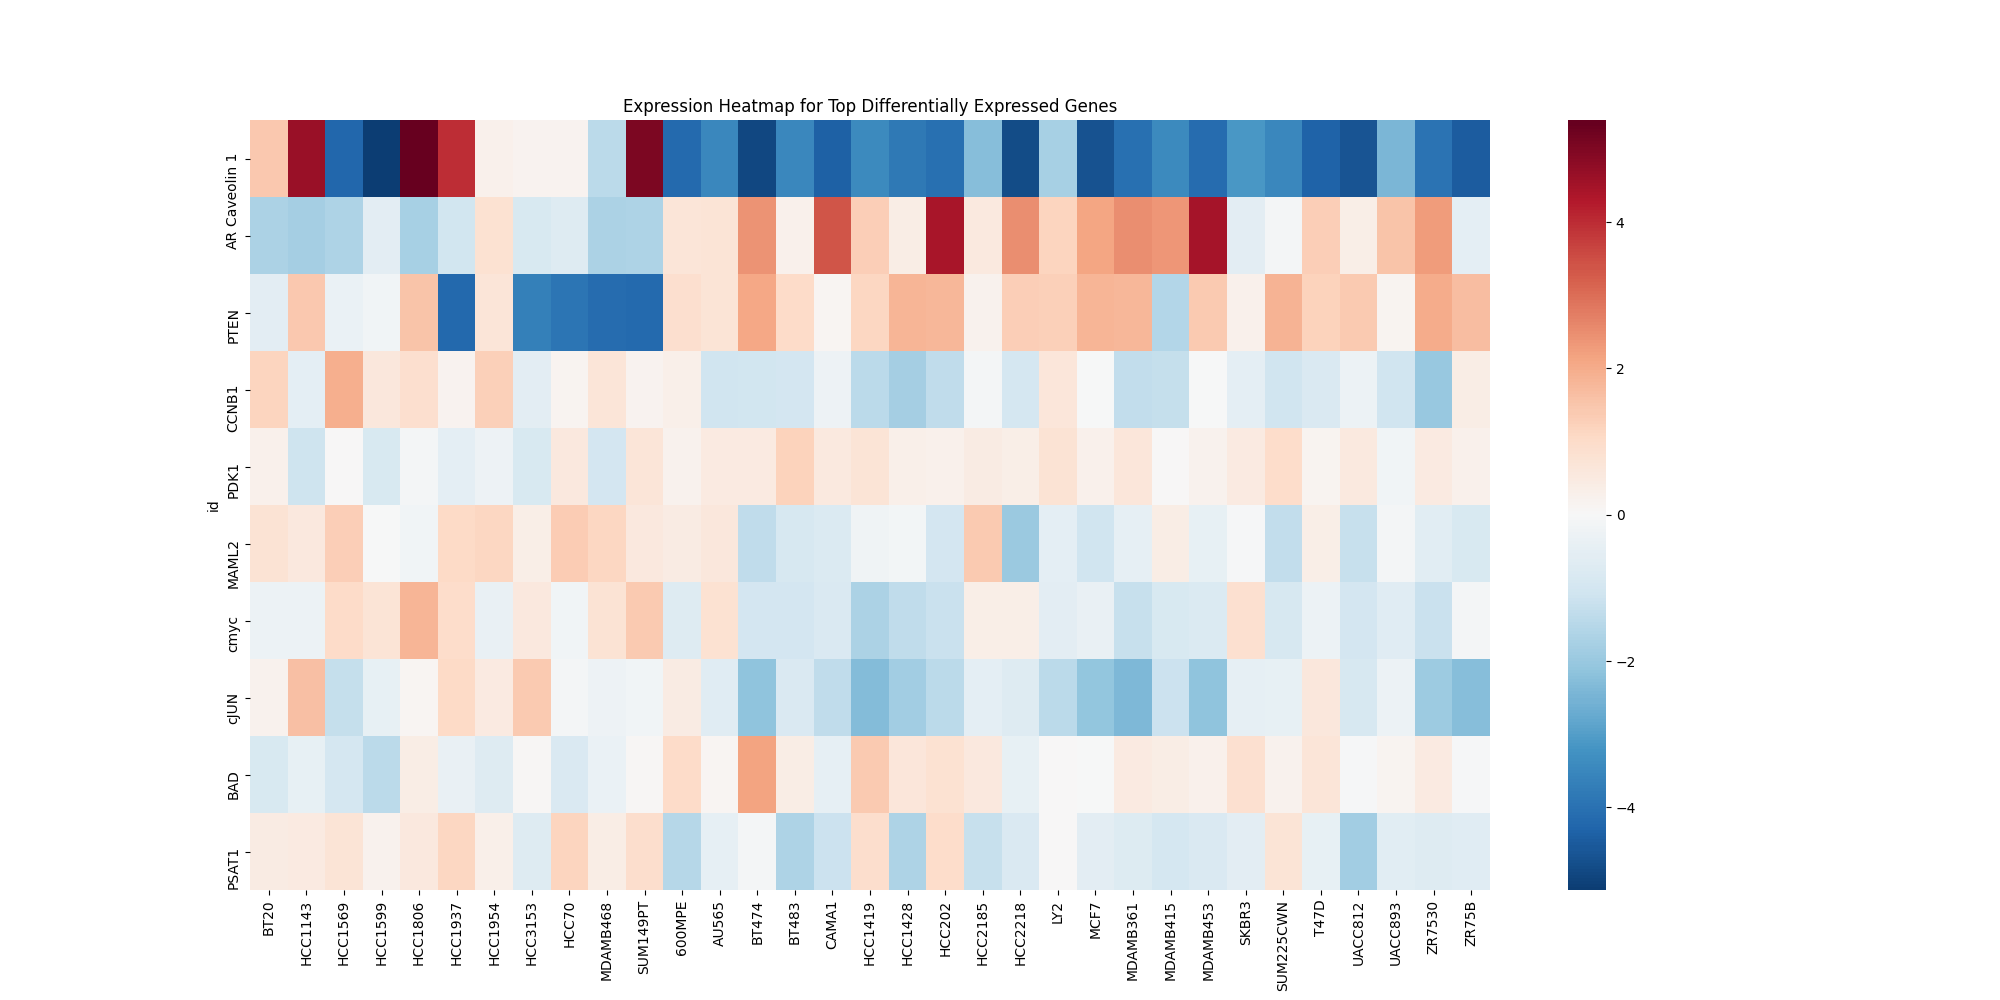 Expression Heatmap for Top Differentially Expressed Genes
id
Caveolin 1
AR
PTEN
CCNB1
PDK1
MAML2
cmyc
cJUN
BAD
PSAT1
BT20
HCC1143
HCC1569
HCC1599
HCC1806
HCC1937
HCC1954
HCC3153
HCC70
MDAMB468
SUM149PT
600MPE
AU565
BT474
BT483
CAMA1
HCC1419
HCC1428
HCC202
HCC2185
HCC2218
LY2
MCF7
MDAMB361
MDAMB415
MDAMB453
SKBR3
SUM225CWN
T47D
UACC812
UACC893
ZR7530
ZR75B
4
2
0
−2
−4